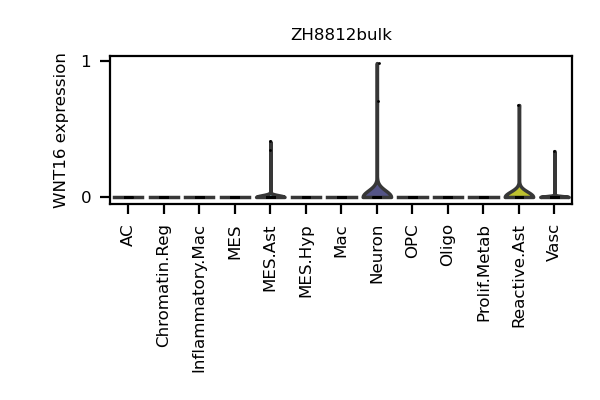 ZH8812bulk
WNT16 expression
1
0
AC
Chromatin.Reg
Inflammatory.Mac
MES
MES.Ast
MES.Hyp
Mac
Neuron
OPC
Oligo
Prolif.Metab
Reactive.Ast
Vasc